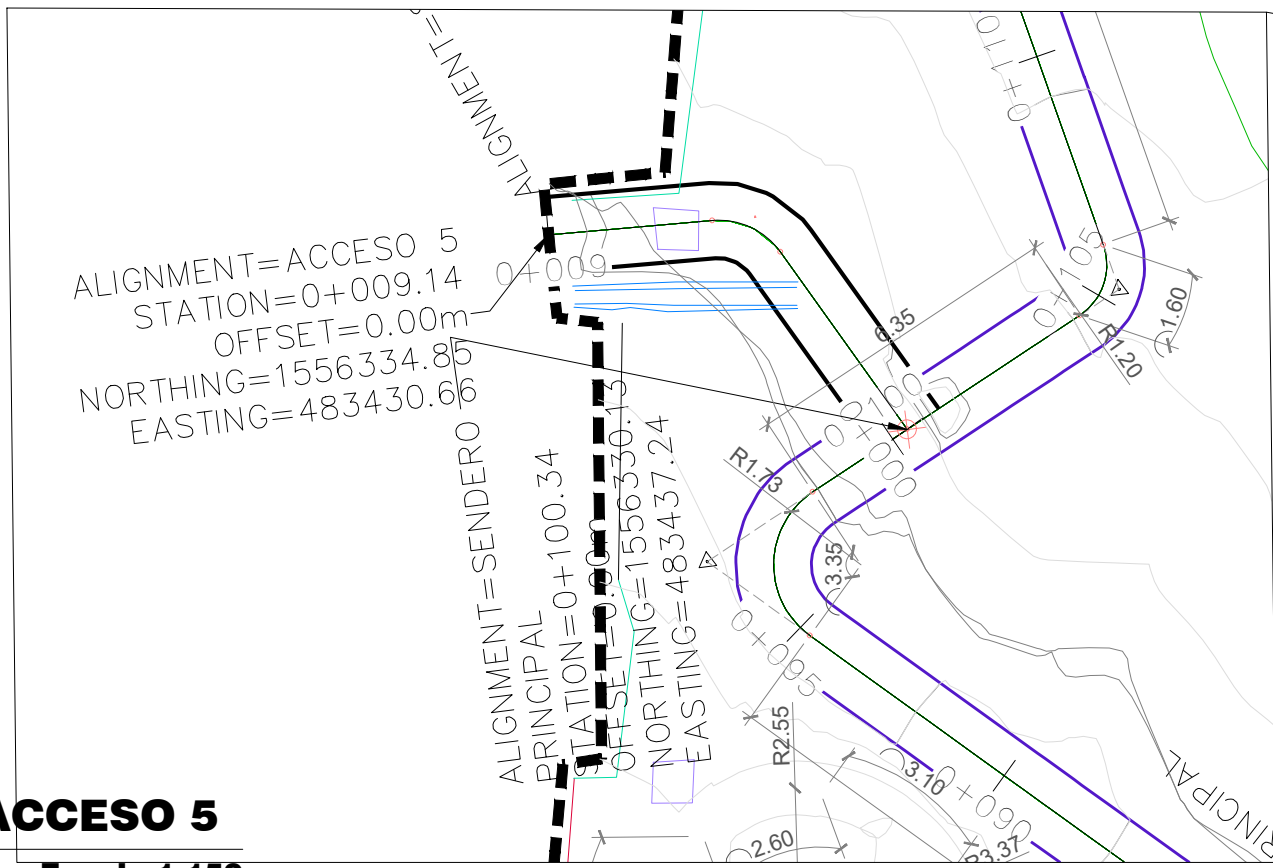 ALIGNMENT=
ALIGNMENT=ACCESO 5
STATION=0+009.14
OFFSET=0.00m
NORTHING=1556334.85
EASTING=483430.66
0+009
0+110
0+105
1.60
R1.20
6.35
0+100
0+000
R1.73
3.35
ALIGNMENT=SENDERO
PRINCIPAL
STATION=0+100.34
OFFSET=0.00m
NORTHING=1556330.13
EASTING=483437.24
0+095
R2.55
3.10
0+090
R3.37
2.60
RINCIPAL
ACCESO 5